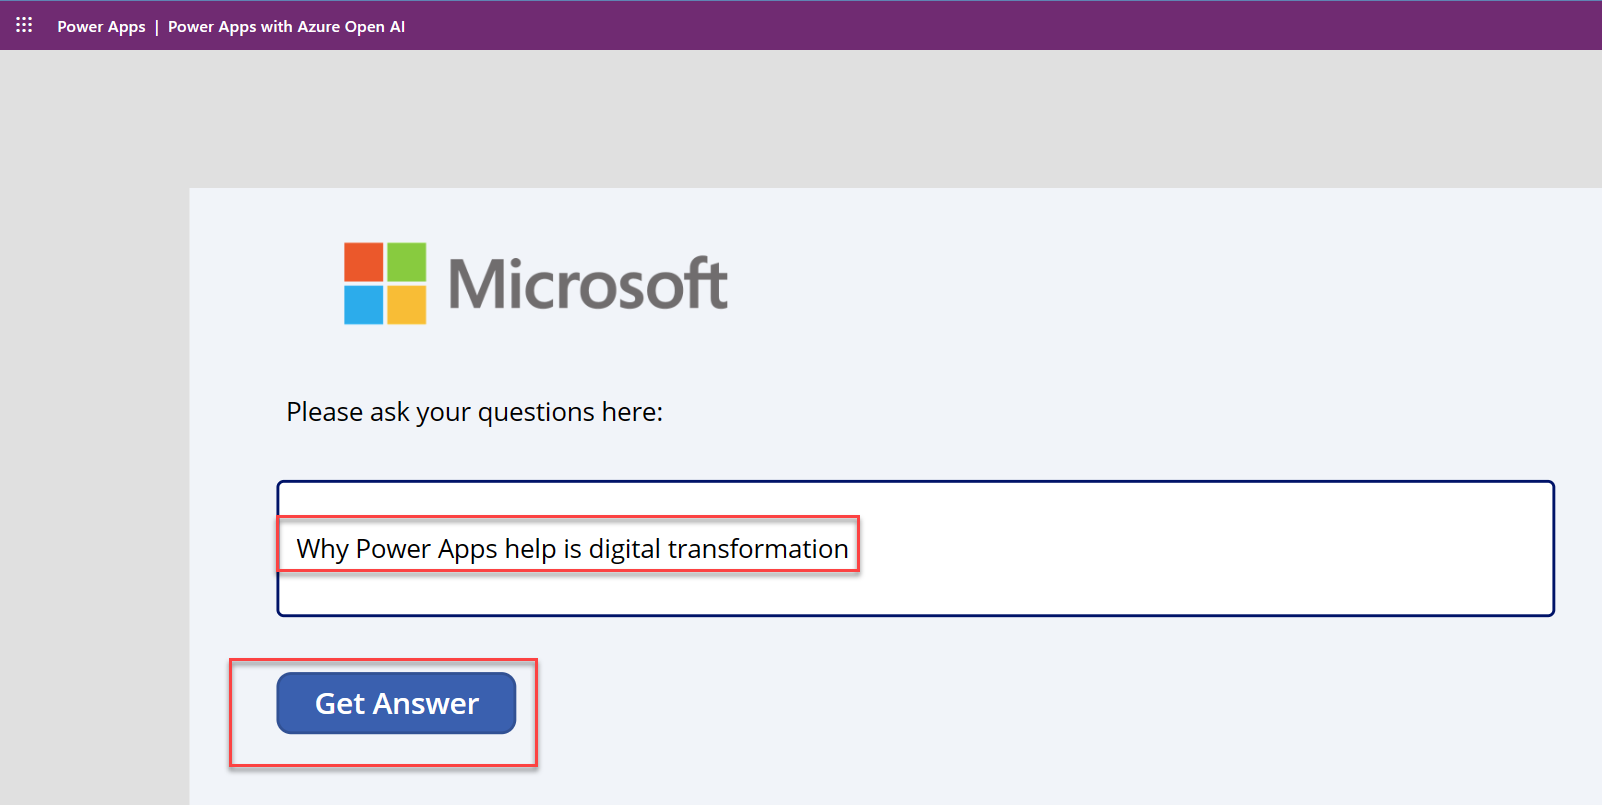 Power Apps | Power Apps with Azure Open AI
Microsoft
Please ask your questions here:
Why Power Apps help is digital transformation
Get Answer